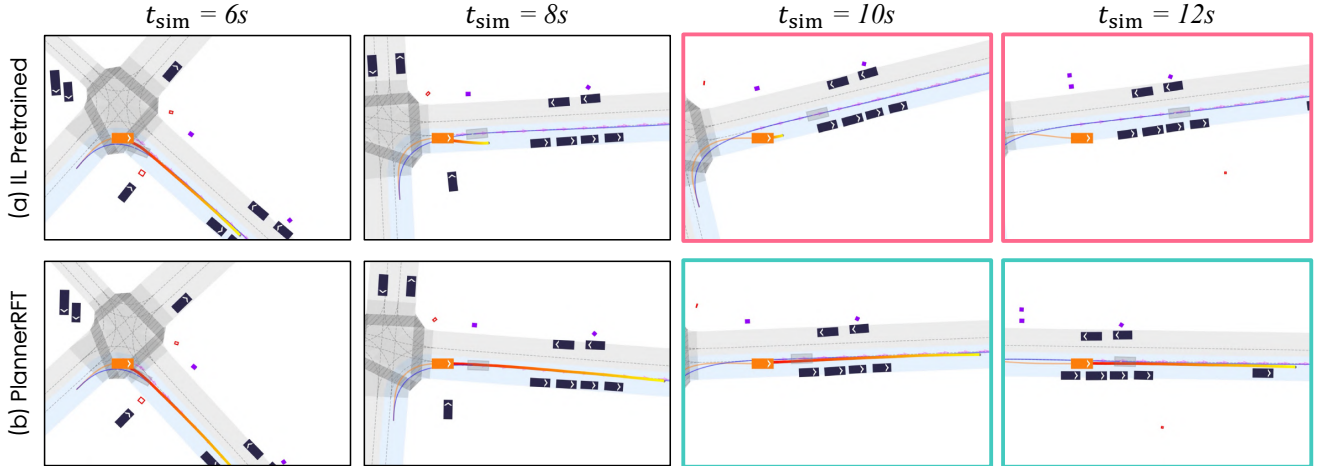 t_sim = 6s
t_sim = 8s
t_sim = 10s
t_sim = 12s
(a) IL Pretrained
(b) PlannerRFT